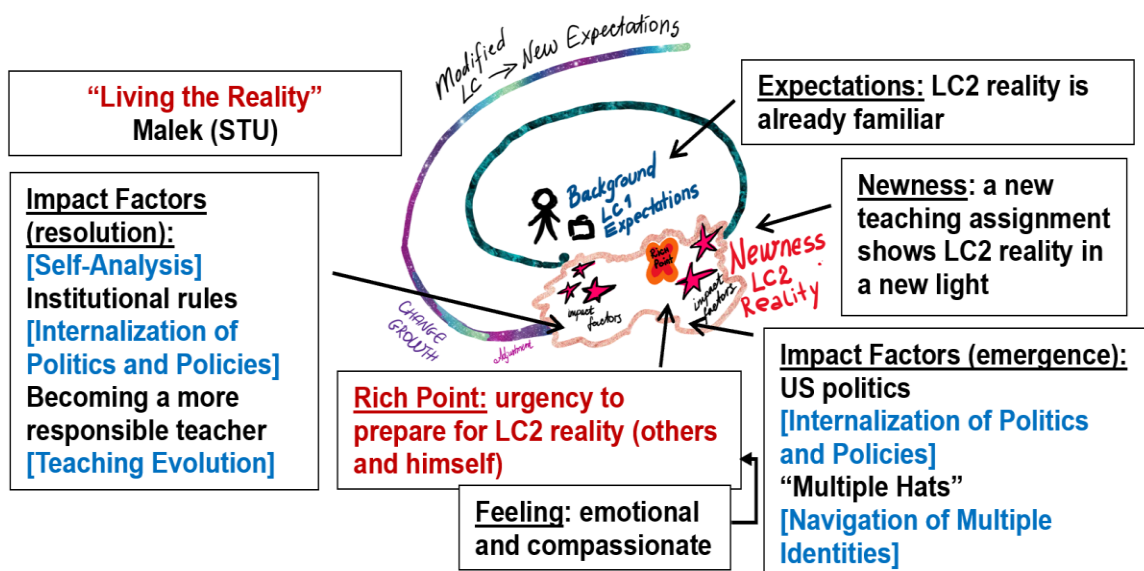 “Living the Reality”
Malek (STU)
Impact Factors
(resolution):
[Self-Analysis]
Institutional rules
[Internalization of
Politics and Policies]
Becoming a more
responsible teacher
[Teaching Evolution]
Modified
LC → New Expectations
Background
LC1
Expectations
Rich
Point
impact
factors
impact
factors
Newness
LC2
Reality
CHANGE
GROWTH
Adjustment
Expectations: LC2 reality is
already familiar
Newness: a new
teaching assignment
shows LC2 reality in
a new light
Rich Point: urgency to
prepare for LC2 reality (others
and himself)
Feeling: emotional
and compassionate
Impact Factors (emergence):
US politics
[Internalization of Politics
and Policies]
“Multiple Hats”
[Navigation of Multiple
Identities]